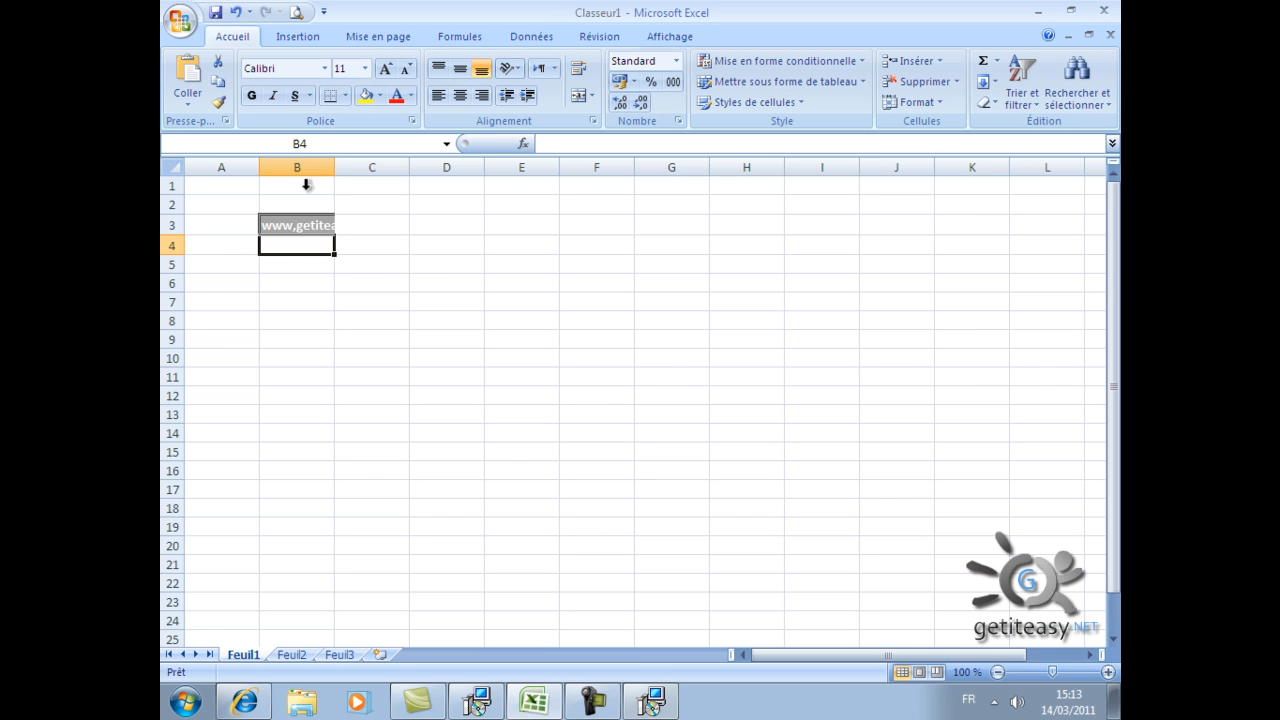 Classeur1 - Microsoft Excel
Accueil Insertion Mise en page Formules Données Révision Affichage
Coller
Calibri 11
G I S
Standard
% 000
Mise en forme conditionnelle
Mettre sous forme de tableau
Styles de cellules
Insérer
Supprimer
Format
Σ
Trier et filtrer
Rechercher et sélectionner
Presse-p... Police Alignement Nombre Style Cellules Édition
B4 fx
A B C D E F G H I J K L
1
2
3 www,getitea
4
5
6
7
8
9
10
11
12
13
14
15
16
17
18
19
20
21
22
23
24
25
G
getiteasy.NET
Feuil1 Feuil2 Feuil3
Prêt 100 %
FR 15:13
14/03/2011